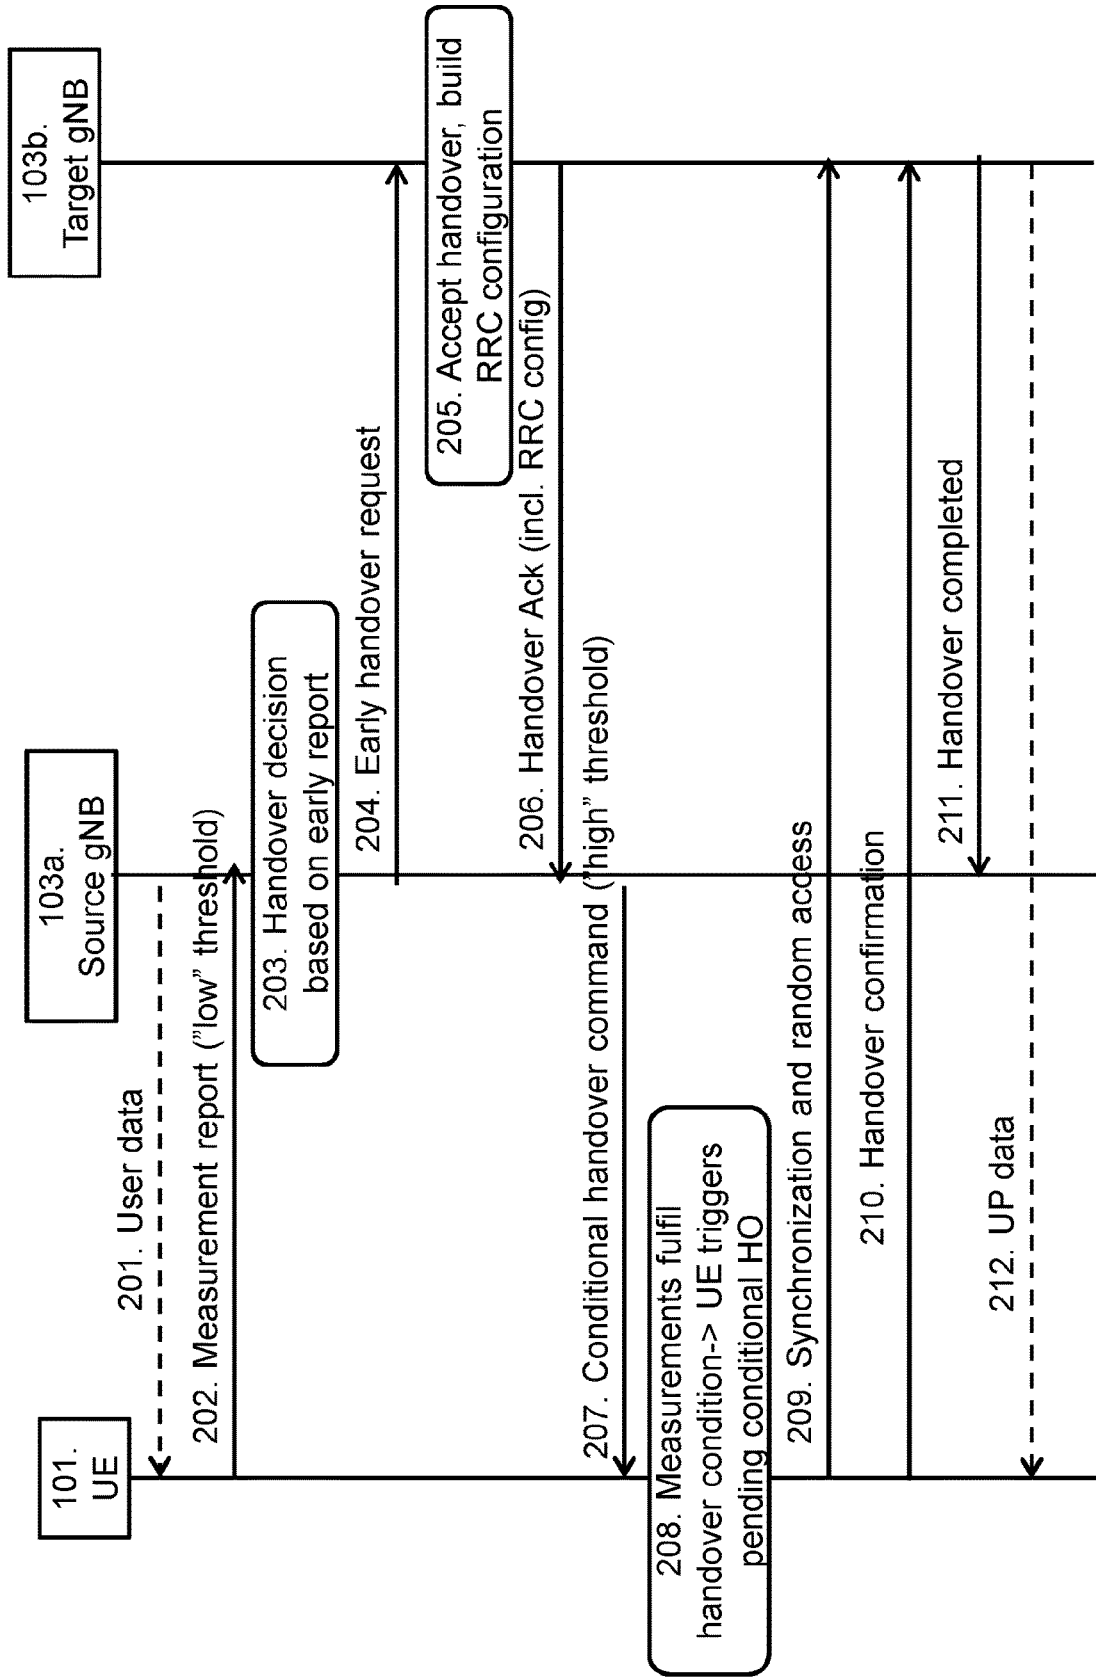 101.
UE
103a.
Source gNB
103b.
Target gNB
201. User data
202. Measurement report (”low” threshold)
203. Handover decision
based on early report
204. Early handover request
205. Accept handover, build
RRC configuration
206. Handover Ack (incl. RRC config)
207. Conditional handover command (”high” threshold)
208. Measurements fulfil
handover condition-> UE triggers
pending conditional HO
209. Synchronization and random access
210. Handover confirmation
211. Handover completed
212. UP data